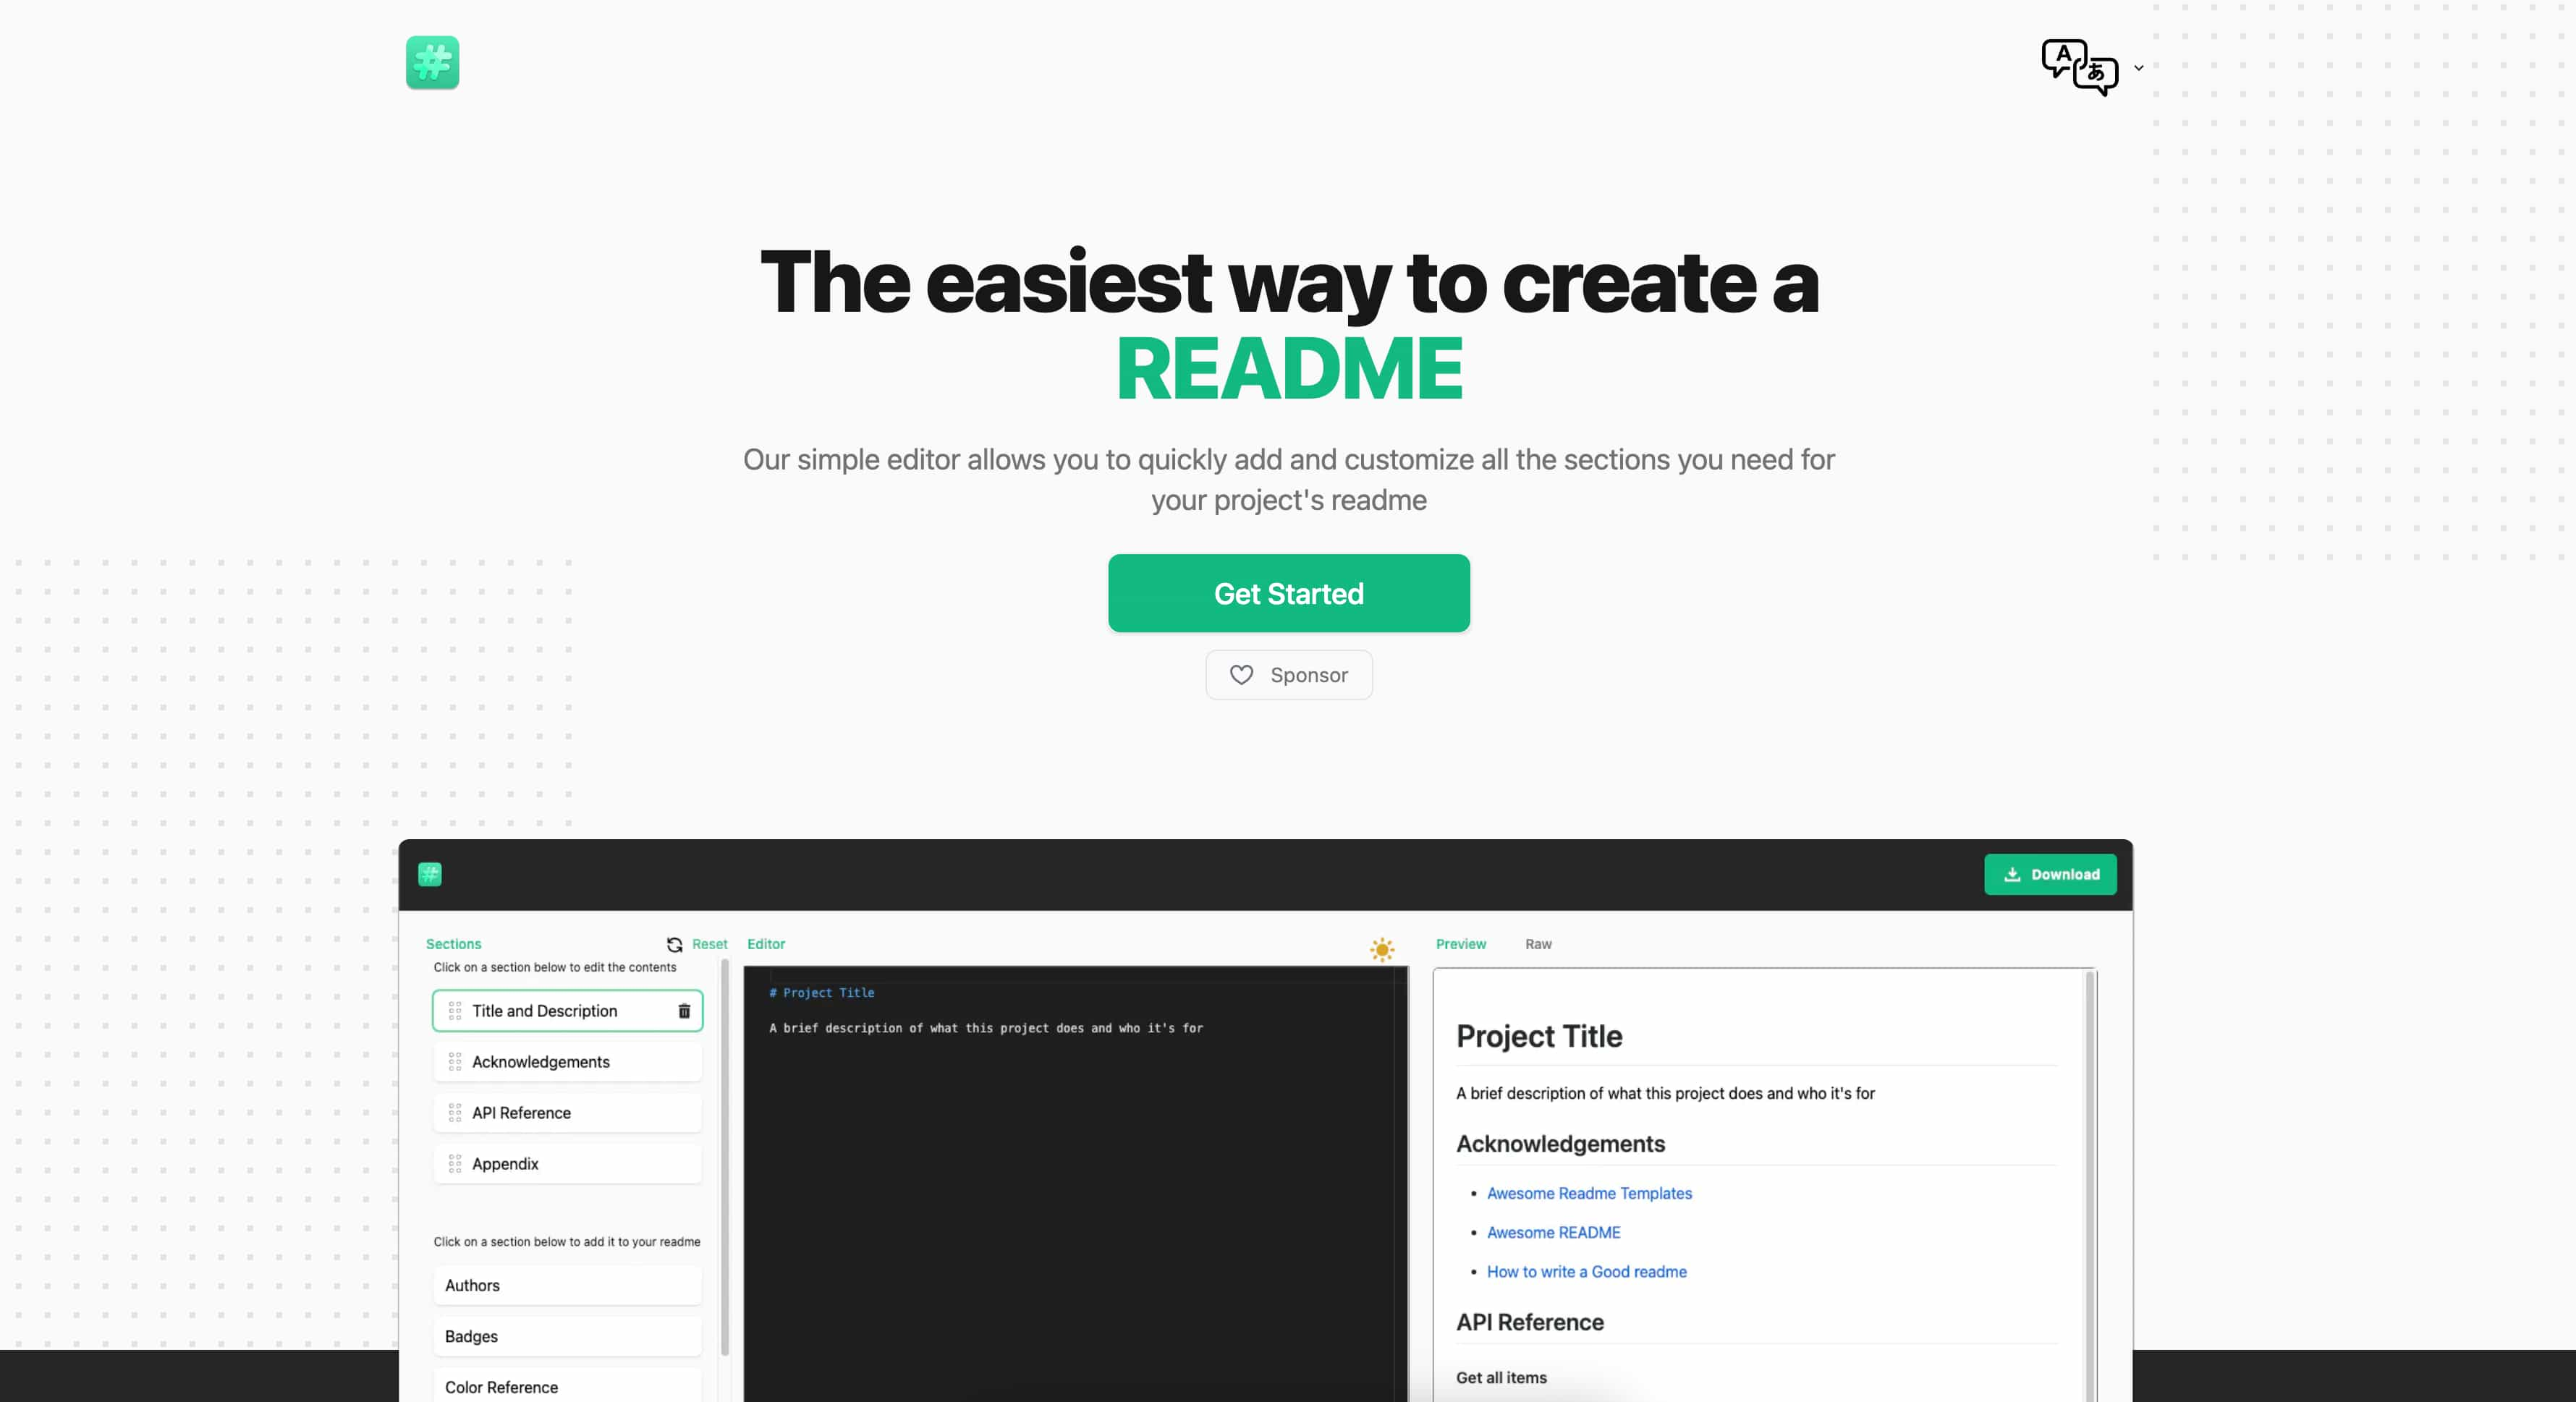 #
A あ
The easiest way to create a
README
Our simple editor allows you to quickly add and customize all the sections you need for
your project's readme
Get Started
Sponsor
#
Download
Sections
Reset
Click on a section below to edit the contents
Title and Description
Acknowledgements
API Reference
Appendix
Click on a section below to add it to your readme
Authors
Badges
Color Reference
Editor
# Project Title
A brief description of what this project does and who it's for
Preview
Raw
Project Title
A brief description of what this project does and who it's for
Acknowledgements
Awesome Readme Templates
Awesome README
How to write a Good readme
API Reference
Get all items